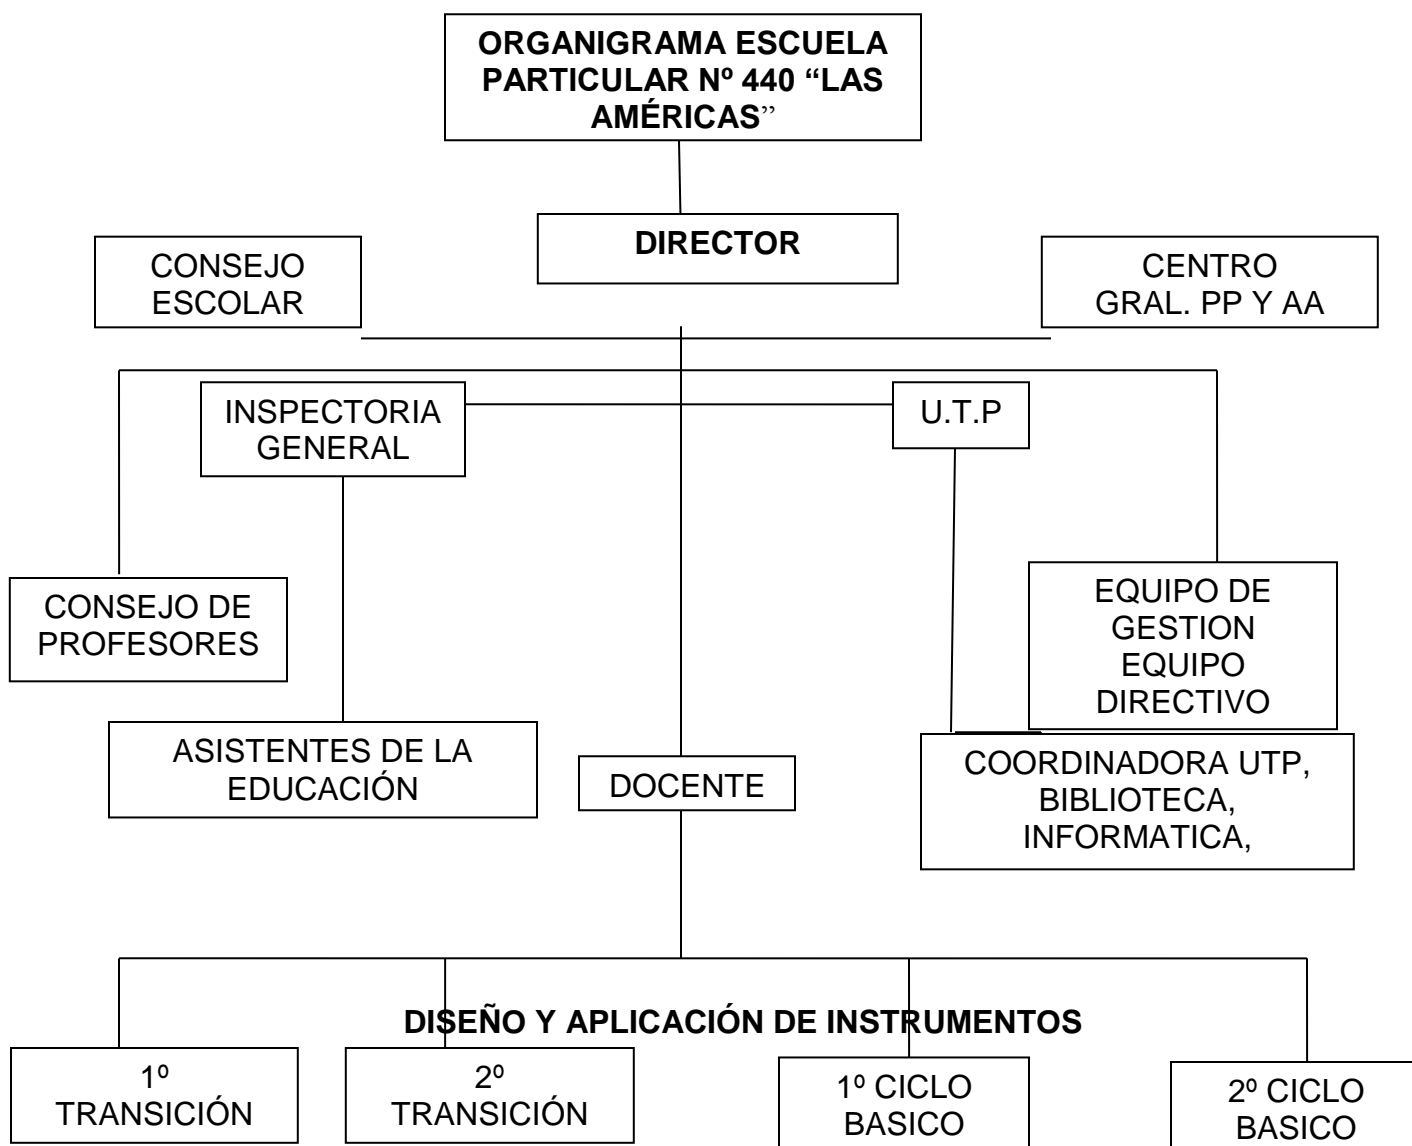 ORGANIGRAMA ESCUELA
PARTICULAR Nº 440 “LAS
AMÉRICAS”
DIRECTOR
CONSEJO
ESCOLAR
CENTRO
GRAL. PP Y AA
INSPECTORIA
GENERAL
U.T.P
CONSEJO DE
PROFESORES
EQUIPO DE
GESTION
EQUIPO
DIRECTIVO
ASISTENTES DE LA
EDUCACIÓN
DOCENTE
COORDINADORA UTP,
BIBLIOTECA,
INFORMATICA,
DISEÑO Y APLICACIÓN DE INSTRUMENTOS
1º
TRANSICIÓN
2º
TRANSICIÓN
1º CICLO
BASICO
2º CICLO
BASICO